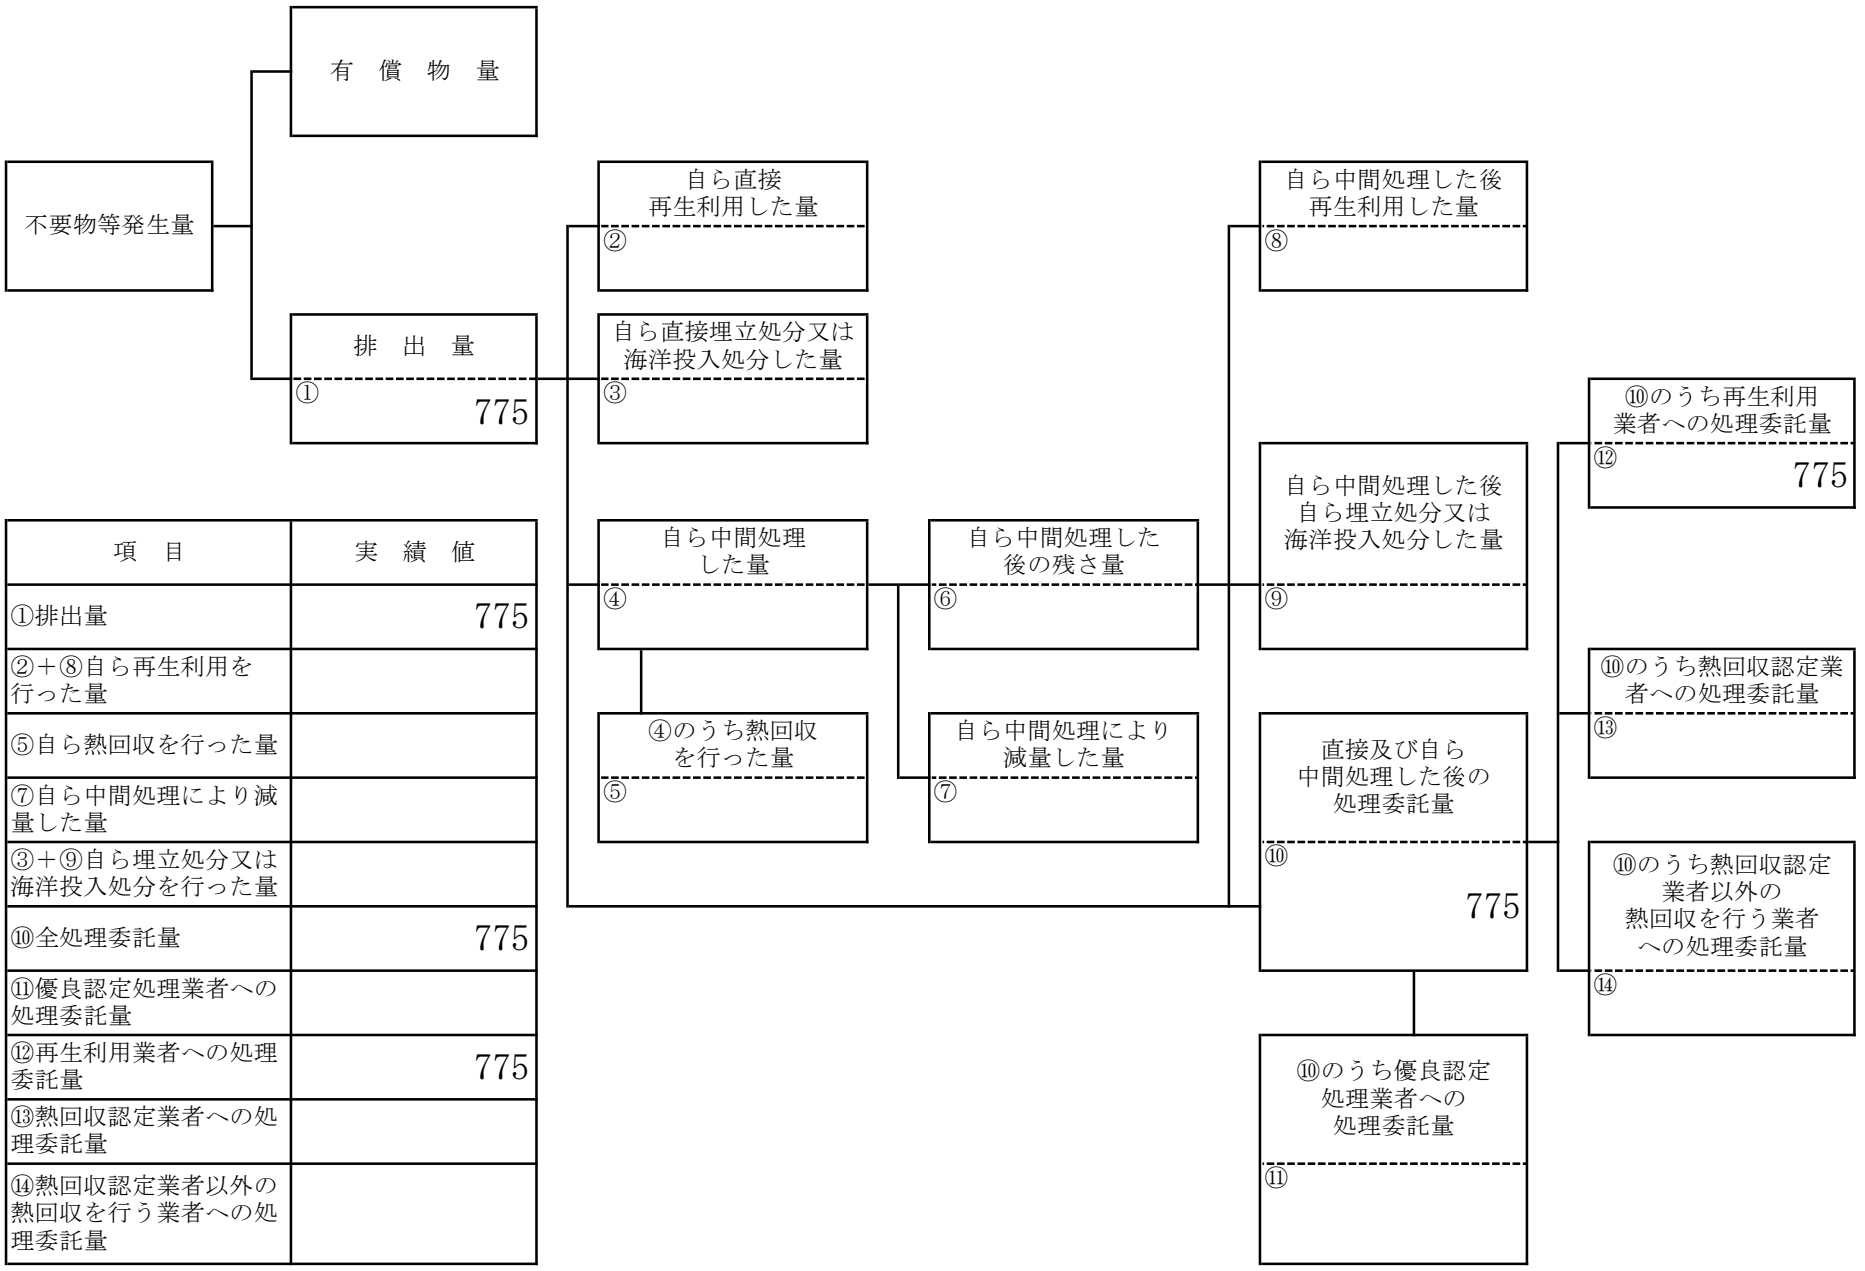 有　償　物　量
不要物等発生量
自ら直接
再生利用した量
②
自ら中間処理した後
再生利用した量
⑧
排　出　量
①
775
自ら直接埋立処分又は
海洋投入処分した量
③
⑩のうち再生利用
業者への処理委託量
⑫
775
自ら中間処理
した量
④
自ら中間処理した
後の残さ量
⑥
自ら中間処理した後
自ら埋立処分又は
海洋投入処分した量
⑨
⑩のうち熱回収認定業
者への処理委託量
⑬
④のうち熱回収
を行った量
⑤
自ら中間処理により
減量した量
⑦
直接及び自ら
中間処理した後の
処理委託量
⑩
775
⑩のうち熱回収認定
業者以外の
熱回収を行う業者
への処理委託量
⑭
⑩のうち優良認定
処理業者への
処理委託量
⑪
項　目　実　績　値
①排出量　775
②＋⑧自ら再生利用を
行った量
⑤自ら熱回収を行った量
⑦自ら中間処理により減
量した量
③＋⑨自ら埋立処分又は
海洋投入処分を行った量
⑩全処理委託量　775
⑪優良認定処理業者への
処理委託量
⑫再生利用業者への処理
委託量　775
⑬熱回収認定業者への処
理委託量
⑭熱回収認定業者以外の
熱回収を行う業者への処
理委託量